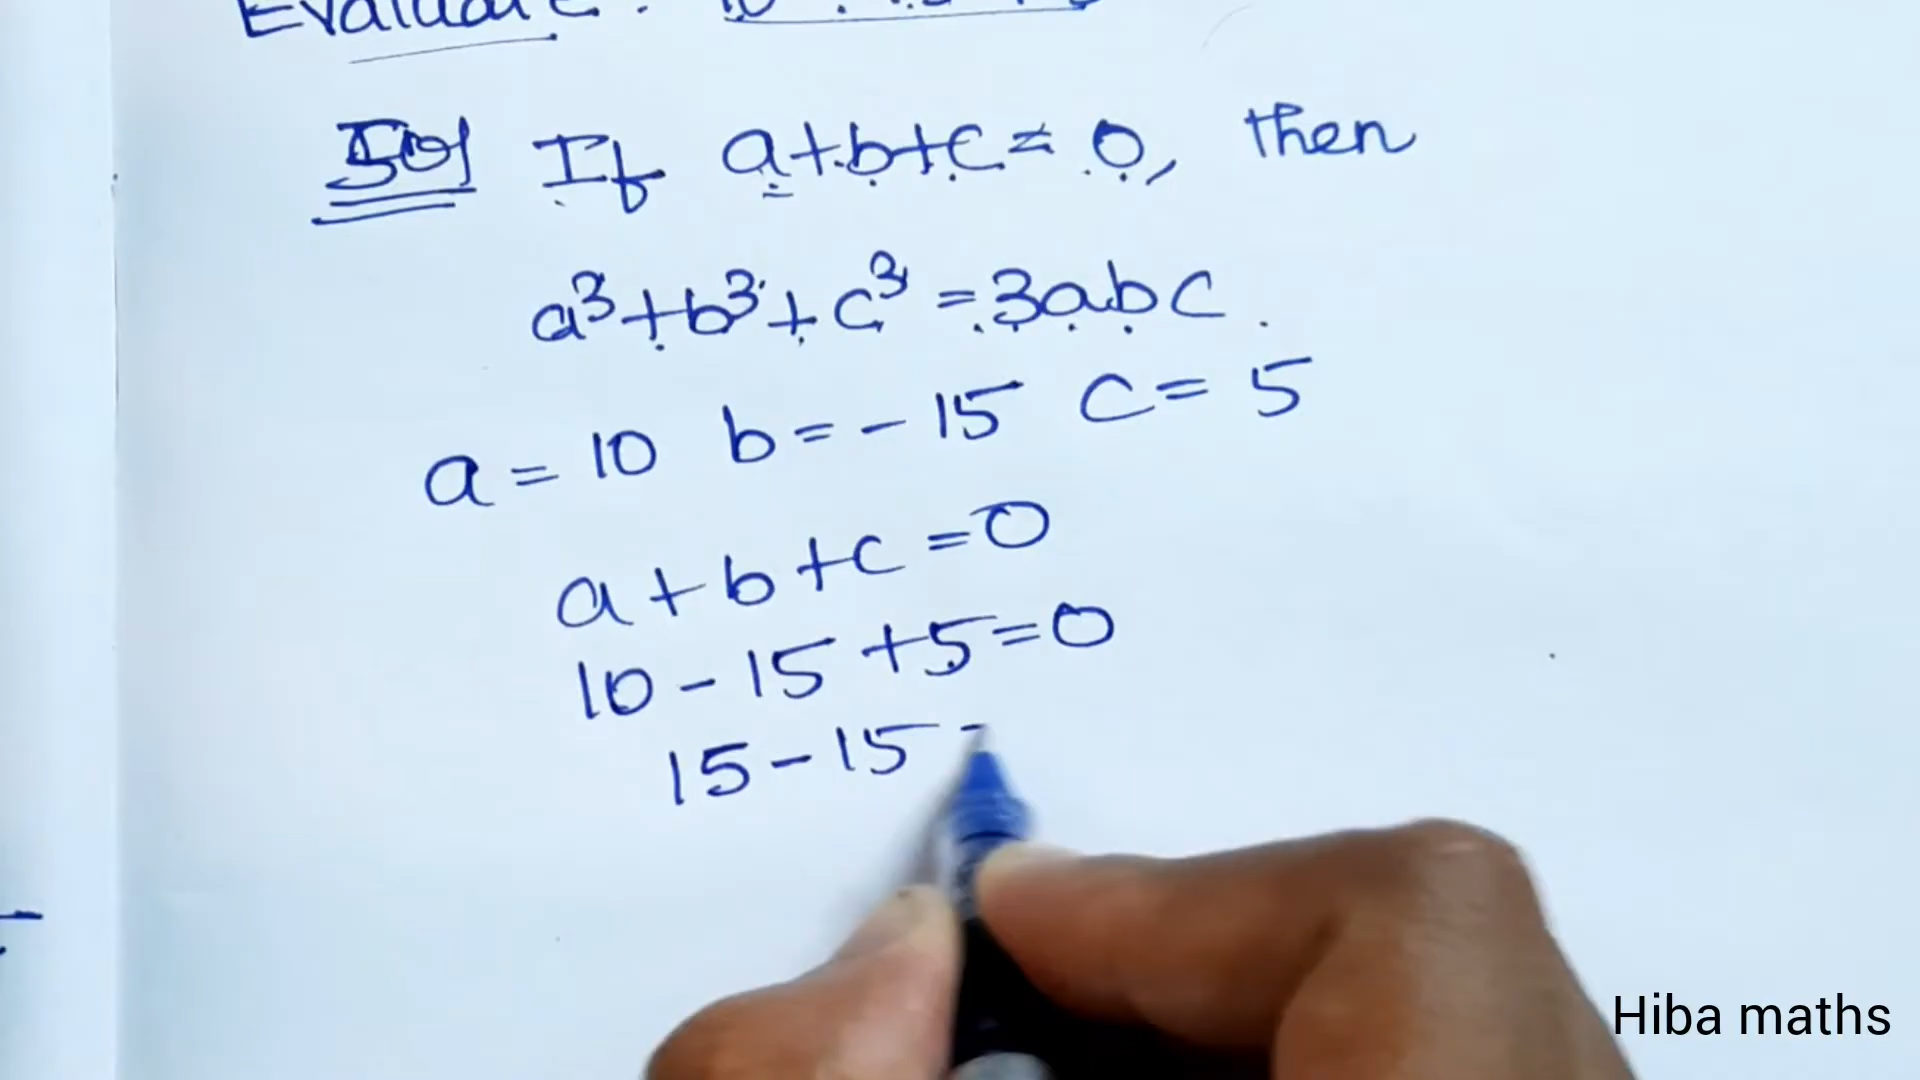 Evaluate :
Sol If a+b+c = 0, then
a³+b³+c³ = 3abc.
a = 10 b = - 15 c = 5
a + b + c = 0
10 - 15 + 5 = 0
15 - 15
Hiba maths